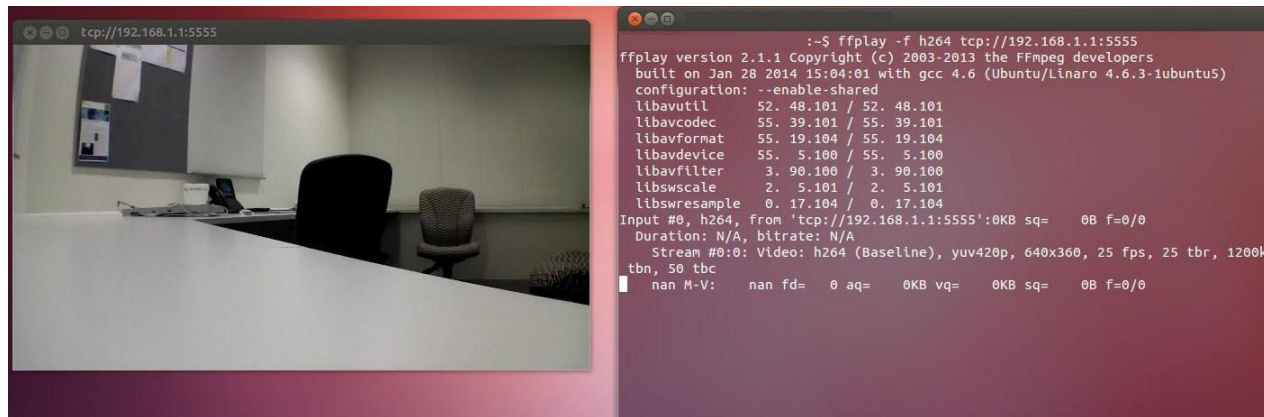 tcp://192.168.1.1:5555
:~$ ffplay -f h264 tcp://192.168.1.1:5555
ffplay version 2.1.1 Copyright (c) 2003-2013 the FFmpeg developers
  built on Jan 28 2014 15:04:01 with gcc 4.6 (Ubuntu/Linaro 4.6.3-1ubuntu5)
  configuration: --enable-shared
  libavutil      52. 48.101 / 52. 48.101
  libavcodec     55. 39.101 / 55. 39.101
  libavformat    55. 19.104 / 55. 19.104
  libavdevice    55.  5.100 / 55.  5.100
  libavfilter     3. 90.100 /  3. 90.100
  libswscale      2.  5.101 /  2.  5.101
  libswresample   0. 17.104 /  0. 17.104
Input #0, h264, from 'tcp://192.168.1.1:5555':0KB sq=    0B f=0/0
  Duration: N/A, bitrate: N/A
    Stream #0:0: Video: h264 (Baseline), yuv420p, 640x360, 25 fps, 25 tbr, 1200k
 tbn, 50 tbc
    nan M-V:    nan fd=   0 aq=    0KB vq=    0KB sq=    0B f=0/0